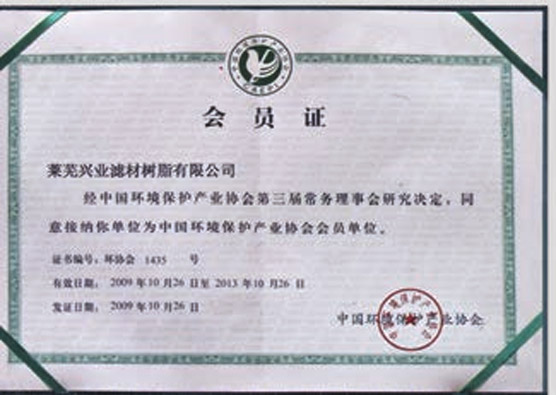 会员证
莱芜兴业滤材树脂有限公司
经中国环境保护产业协会第三届常务理事会研究决定,同
意接纳你单位为中国环境保护产业协会会员单位。
证书编号:环协会 1435 号
有效日期: 2009 年 10 月 26 日至 2013 年 10 月 26 日
发证日期: 2009 年 10 月 26 日
中国环境保护产业协会